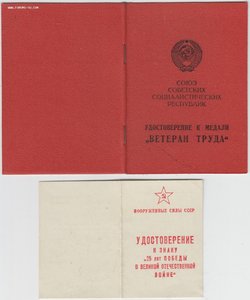 СОЮЗ
СОВЕТСКИХ
СОЦИАЛИСТИЧЕСКИХ
РЕСПУБЛИК
УДОСТОВЕРЕНИЕ К МЕДАЛИ
„ВЕТЕРАН ТРУДА“
ВООРУЖЕННЫЕ СИЛЫ СССР
УДОСТОВЕРЕНИЕ
К ЗНАКУ
„25 ЛЕТ ПОБЕДЫ
В ВЕЛИКОЙ ОТЕЧЕСТВЕННОЙ
ВОЙНЕ“